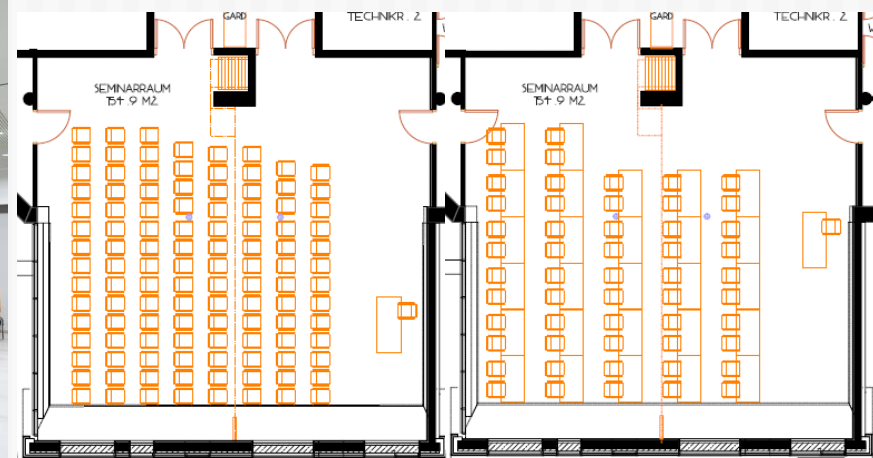 GARD
TECHNIKR. 2
SEMINARRAUM
154.9 M2
GARD
TECHNIKR. 2
SEMINARRAUM
154.9 M2